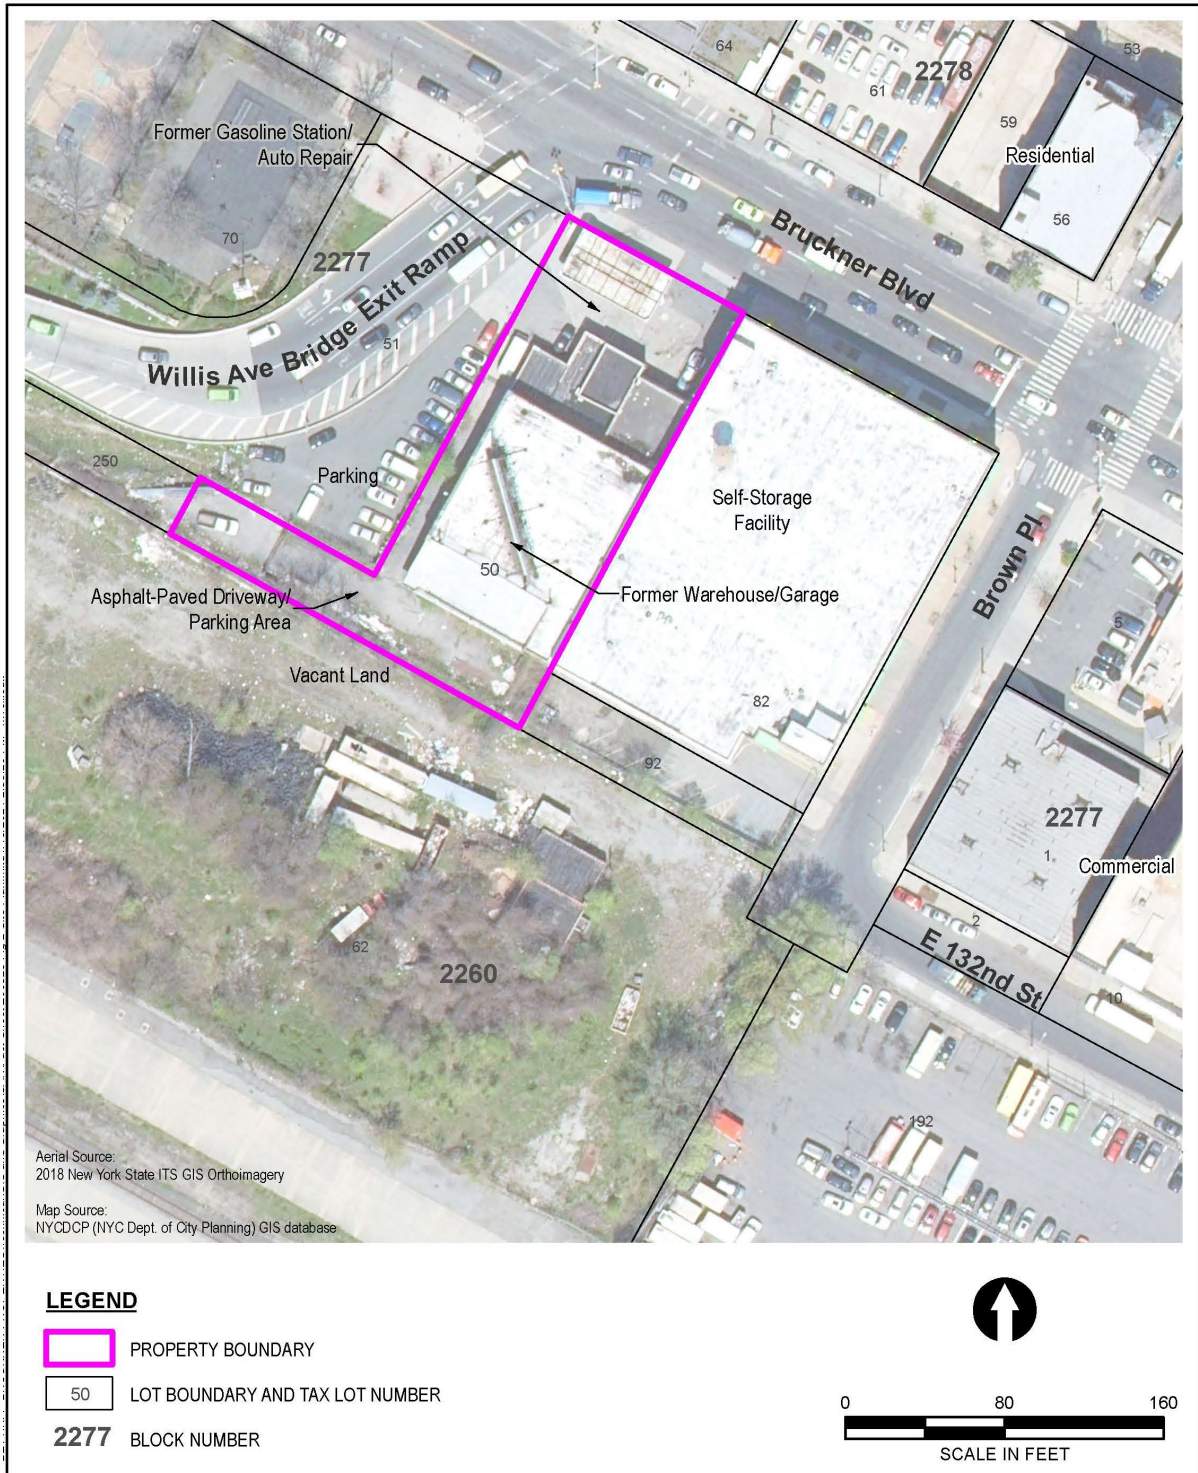 64
53
2278
61
59
Former Gasoline Station/
Auto Repair
Residential
56
70
2277
Bruckner Blvd
Willis Ave Bridge Exit Ramp
51
250
Parking
Self-Storage
Facility
Brown Pl
50
Asphalt-Paved Driveway/
Parking Area
Former Warehouse/Garage
5
Vacant Land
82
92
2277
1
Commercial
2
E 132nd St
62
2260
10
192
Aerial Source:
2018 New York State ITS GIS Orthoimagery
Map Source:
NYCDCP (NYC Dept. of City Planning) GIS database
LEGEND
PROPERTY BOUNDARY
50
LOT BOUNDARY AND TAX LOT NUMBER
2277
BLOCK NUMBER
0
80
160
SCALE IN FEET